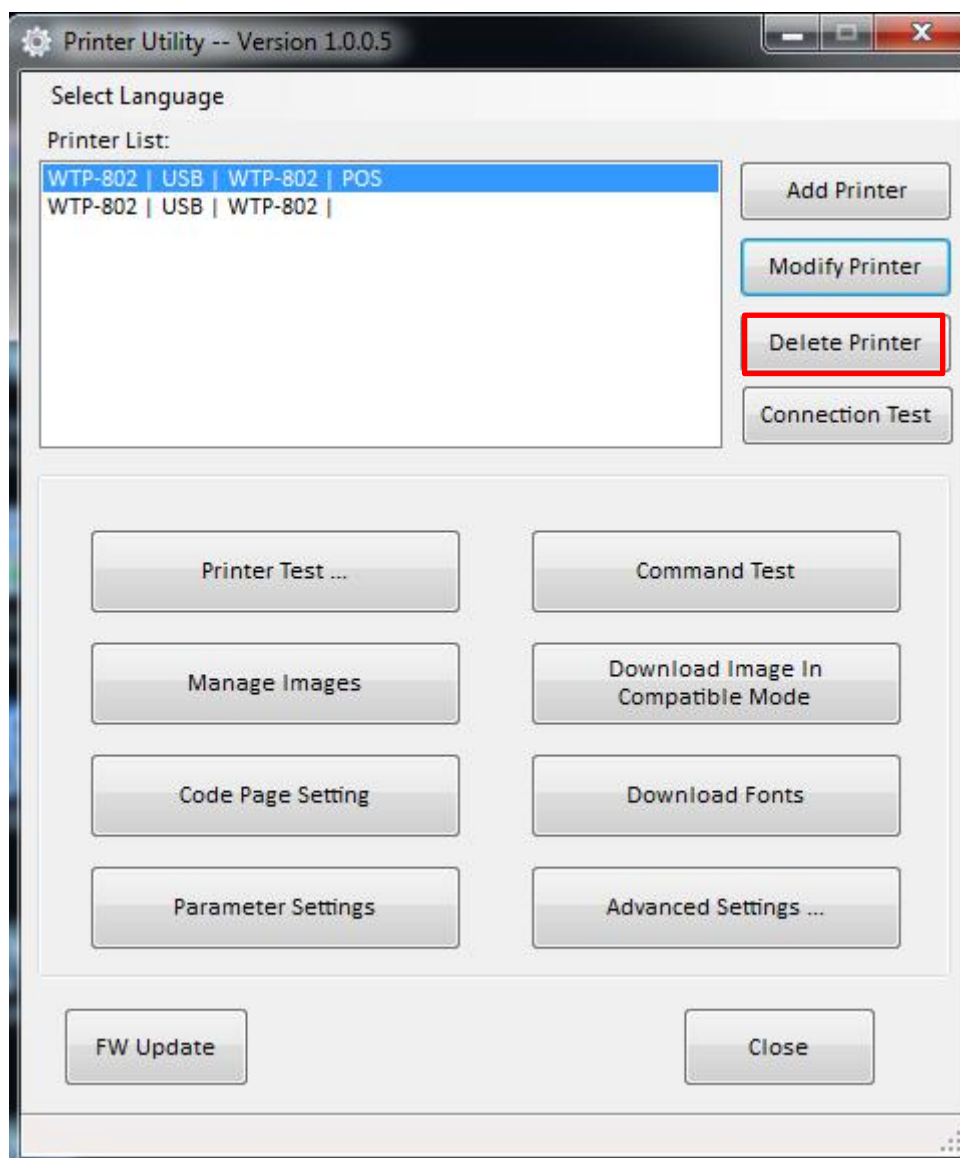 Printer Utility -- Version 1.0.0.5
Select Language
Printer List:
WTP-802 | USB | WTP-802 | POS
WTP-802 | USB | WTP-802 |
Add Printer
Modify Printer
Delete Printer
Connection Test
Printer Test ...
Command Test
Manage Images
Download Image In
Compatible Mode
Code Page Setting
Download Fonts
Parameter Settings
Advanced Settings ...
FW Update
Close